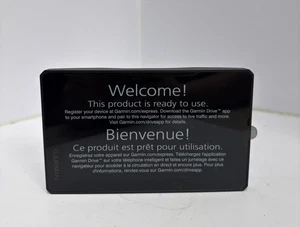 Welcome!
This product is ready to use.
Register your device at Garmin.com/express. Download the Garmin Drive™ app
to your smartphone and pair to this navigator for access to live traffic and more.
Visit Garmin.com/driveapp for details.
Bienvenue!
Ce produit est prêt pour utilisation.
Enregistrez votre appareil sur Garmin.com/express. Téléchargez l'application
Garmin Drive™ sur votre téléphone intelligent et faites un jumelage avec ce
navigateur pour accéder à la circulation en direct et encore plus. Pour plus
d'informations, rendez-vous sur Garmin.com/driveapp.